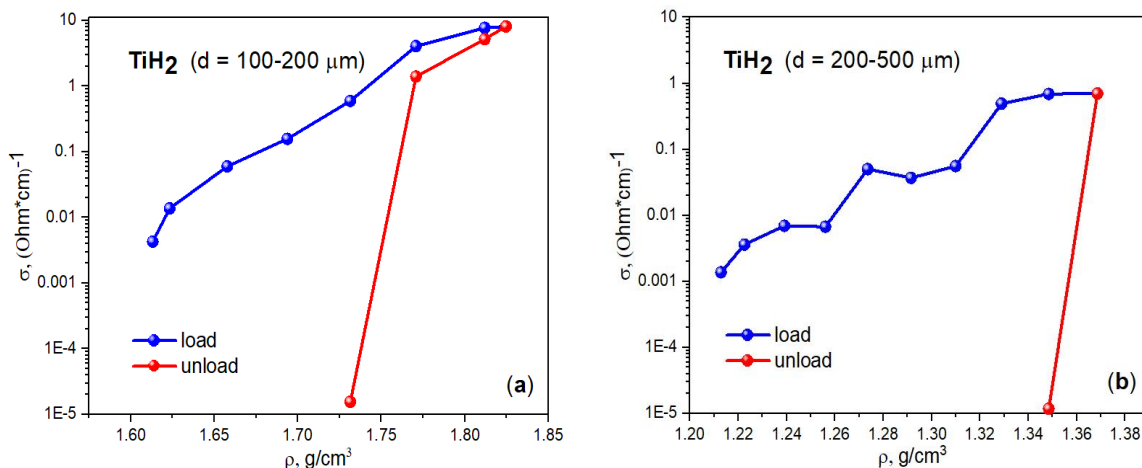 TiH2 (d = 100-200 μm)
σ, (Ohm*cm)-1
10
1
0.1
0.01
0.001
1E-4
1E-5
load
unload
(a)
1.60
1.65
1.70
1.75
1.80
1.85
ρ, g/cm³
TiH2 (d = 200-500 μm)
σ, (Ohm*cm)-1
10
1
0.1
0.01
0.001
1E-4
1E-5
load
unload
(b)
1.20
1.22
1.24
1.26
1.28
1.30
1.32
1.34
1.36
1.38
ρ, g/cm³